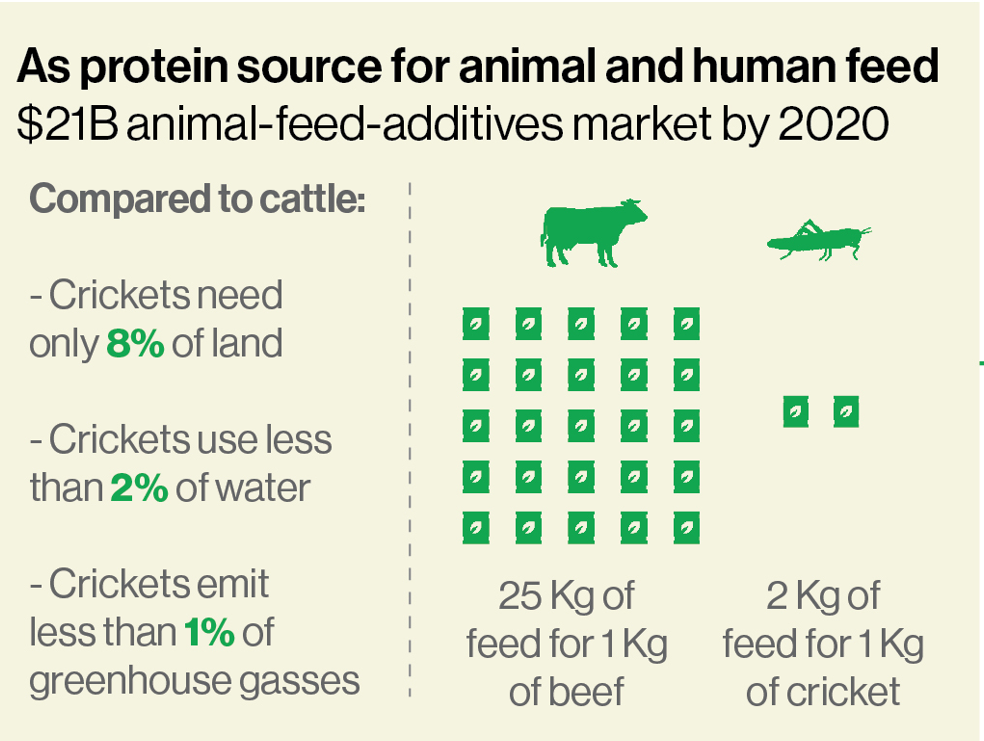 As protein source for animal and human feed
$21B animal-feed-additives market by 2020
Compared to cattle:
- Crickets need
only 8% of land
- Crickets use less
than 2% of water
- Crickets emit
less than 1% of
greenhouse gasses
25 Kg of
feed for 1 Kg
of beef
2 Kg of
feed for 1 Kg
of cricket